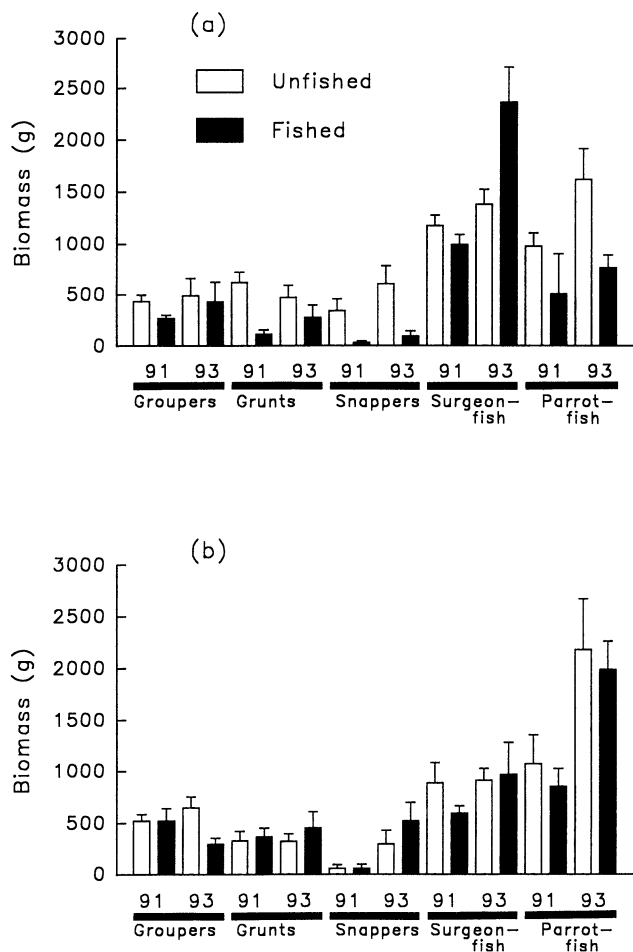 (a)
3000
2500
2000
1500
1000
500
0
Biomass (g)
Unfished
Fished
91 93 91 93 91 93 91 93 91 93
Groupers Grunts Snappers Surgeon– Parrot–
fish fish
(b)
3000
2500
2000
1500
1000
500
0
Biomass (g)
91 93 91 93 91 93 91 93 91 93
Groupers Grunts Snappers Surgeon– Parrot–
fish fish